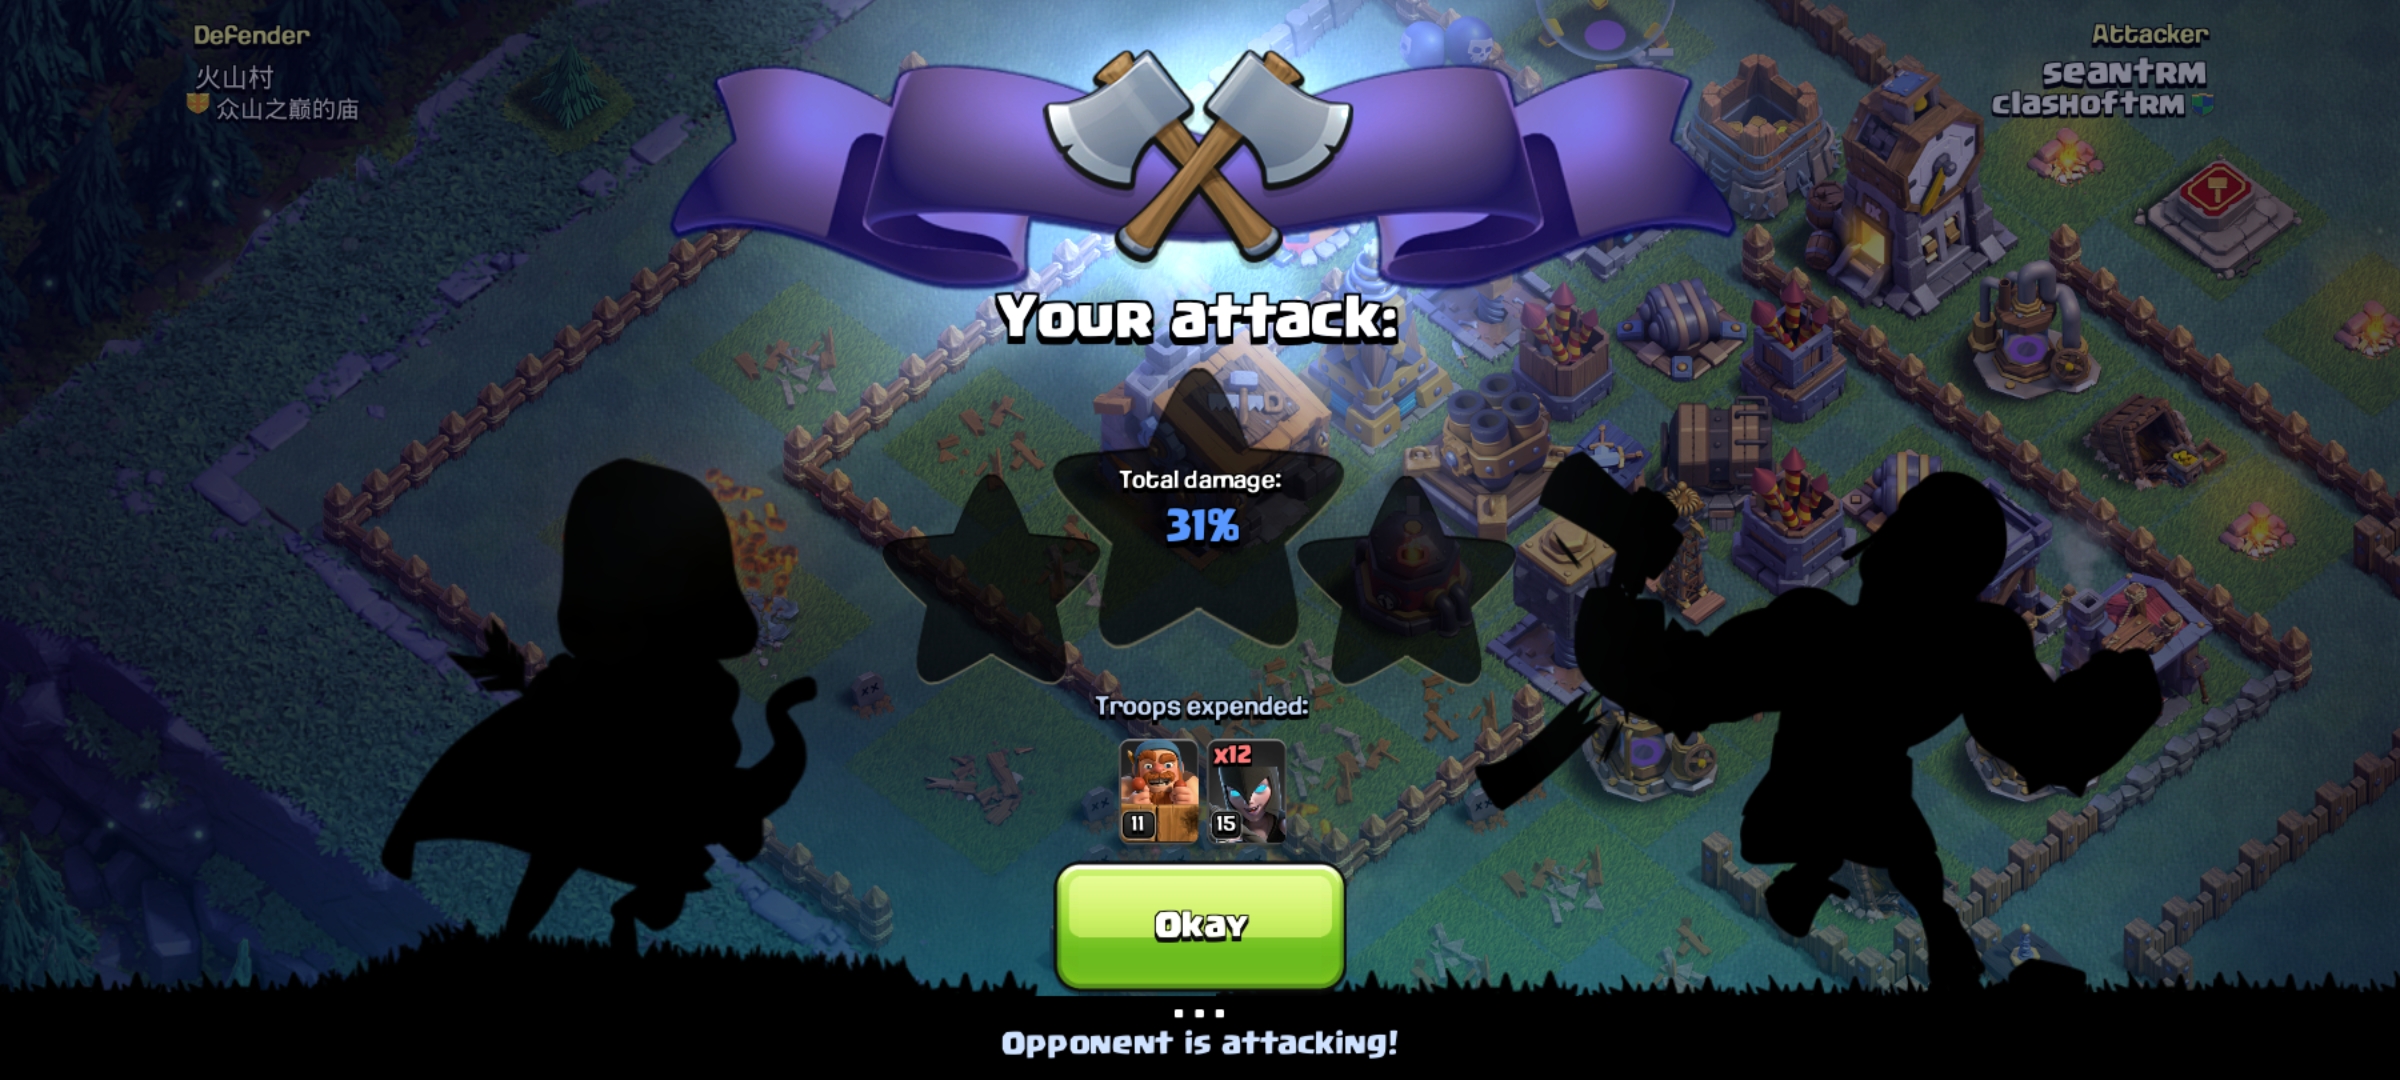 Defender
火山村
众山之巅的庙
Attacker
seantRM
clashoftRM
Your attack:
Total damage:
31%
Troops expended:
x12
11
15
Okay
Opponent is attacking!